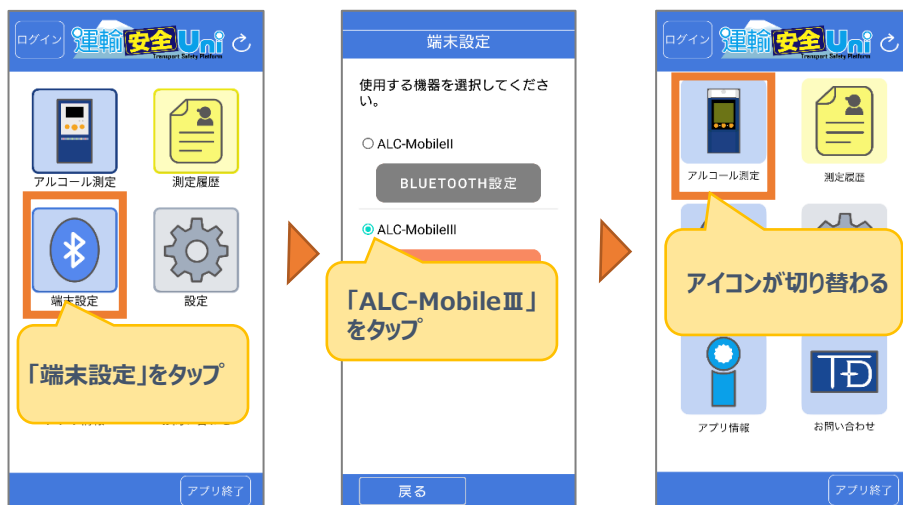 ログイン
運輸安全Uni
Transport Safety Platform
アルコール測定
測定履歴
端末設定
設定
「端末設定」をタップ
アプリ終了
端末設定
使用する機器を選択してくださ
い。
ALC-MobileII
BLUETOOTH設定
ALC-MobileIII
「ALC-MobileⅢ」
をタップ
戻る
ログイン
運輸安全Uni
Transport Safety Platform
アルコール測定
測定履歴
アイコンが切り替わる
T-D
アプリ情報
お問い合わせ
アプリ終了